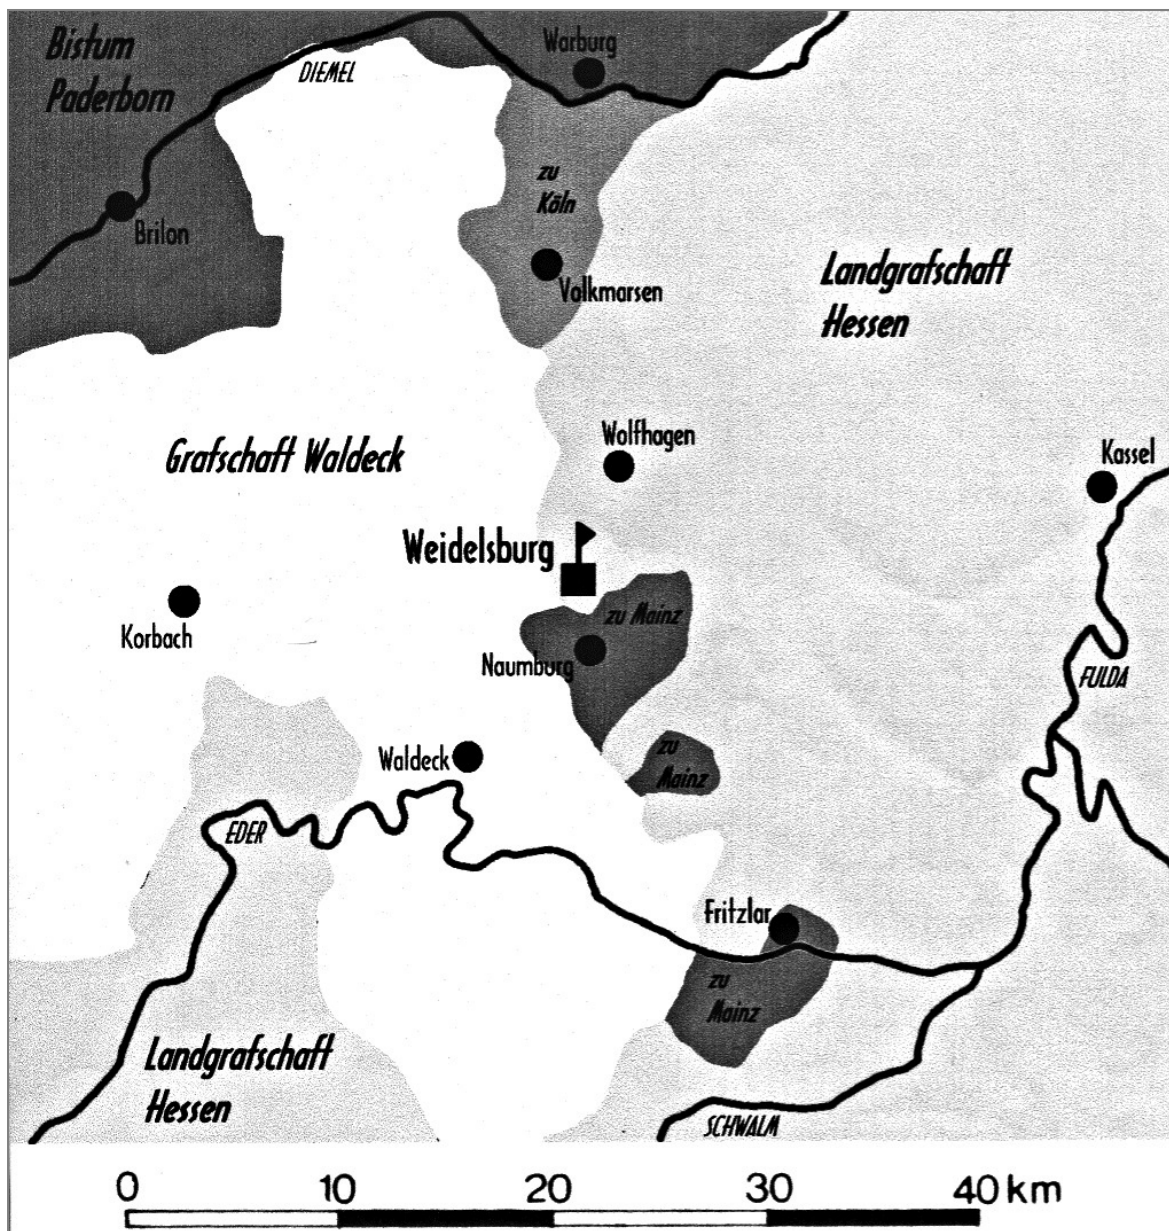 Bistum
Paderborn
Warburg
DIEMEL
zu
Köln
Brilon
Volkmarsen
Landgrafschaft
Hessen
Wolfhagen
Grafschaft Waldeck
Kassel
Weidelsburg
zu Mainz
Korbach
Naumburg
FULDA
zu
Mainz
Waldeck
EDER
Fritzlar
zu
Mainz
Landgrafschaft
Hessen
SCHWALM
0 10 20 30 40 km